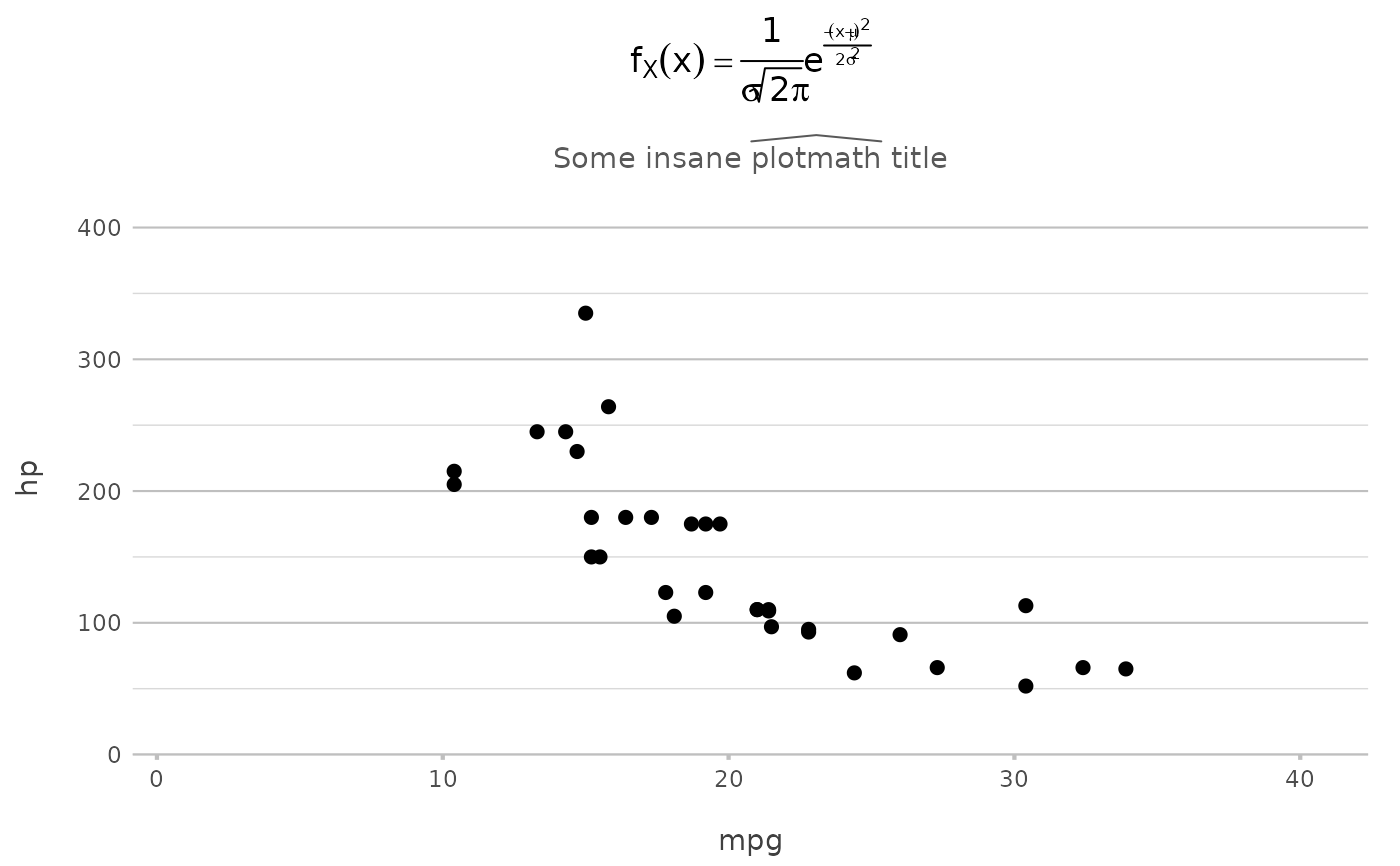 f_X(x) = 1/(σ√2π) e^(−(x−μ)²/2σ²)
Some insane plotmath title
400
300
200
100
0
hp
0 10 20 30 40
mpg